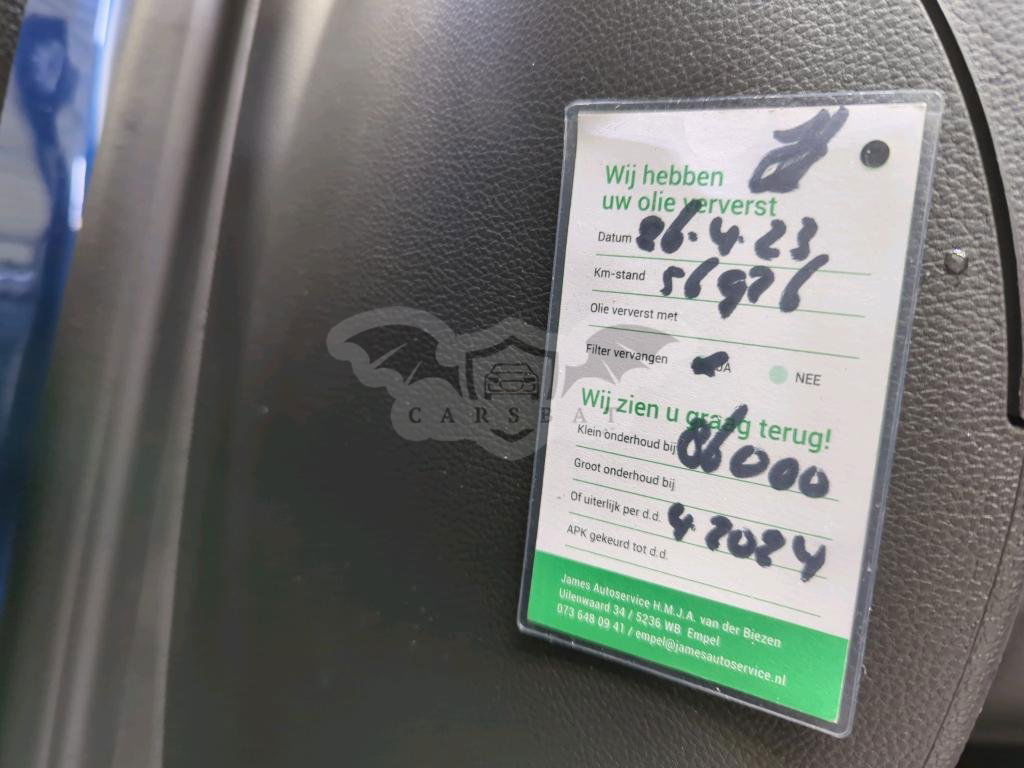 Wij hebben
uw olie ververst
Datum 26.4.23
Km-stand 56976
Olie ververst met
Filter vervangen JA NEE
CARSBAT
Wij zien u graag terug!
Klein onderhoud bij 86000
Groot onderhoud bij
Of uiterlijk per d.d. 4.2024
APK gekeurd tot d.d.
James Autoservice H.M.J.A. van der Biezen
Uilenwaard 34 / 5236 WB Empel
073 648 09 41 / empel@jamesautoservice.nl